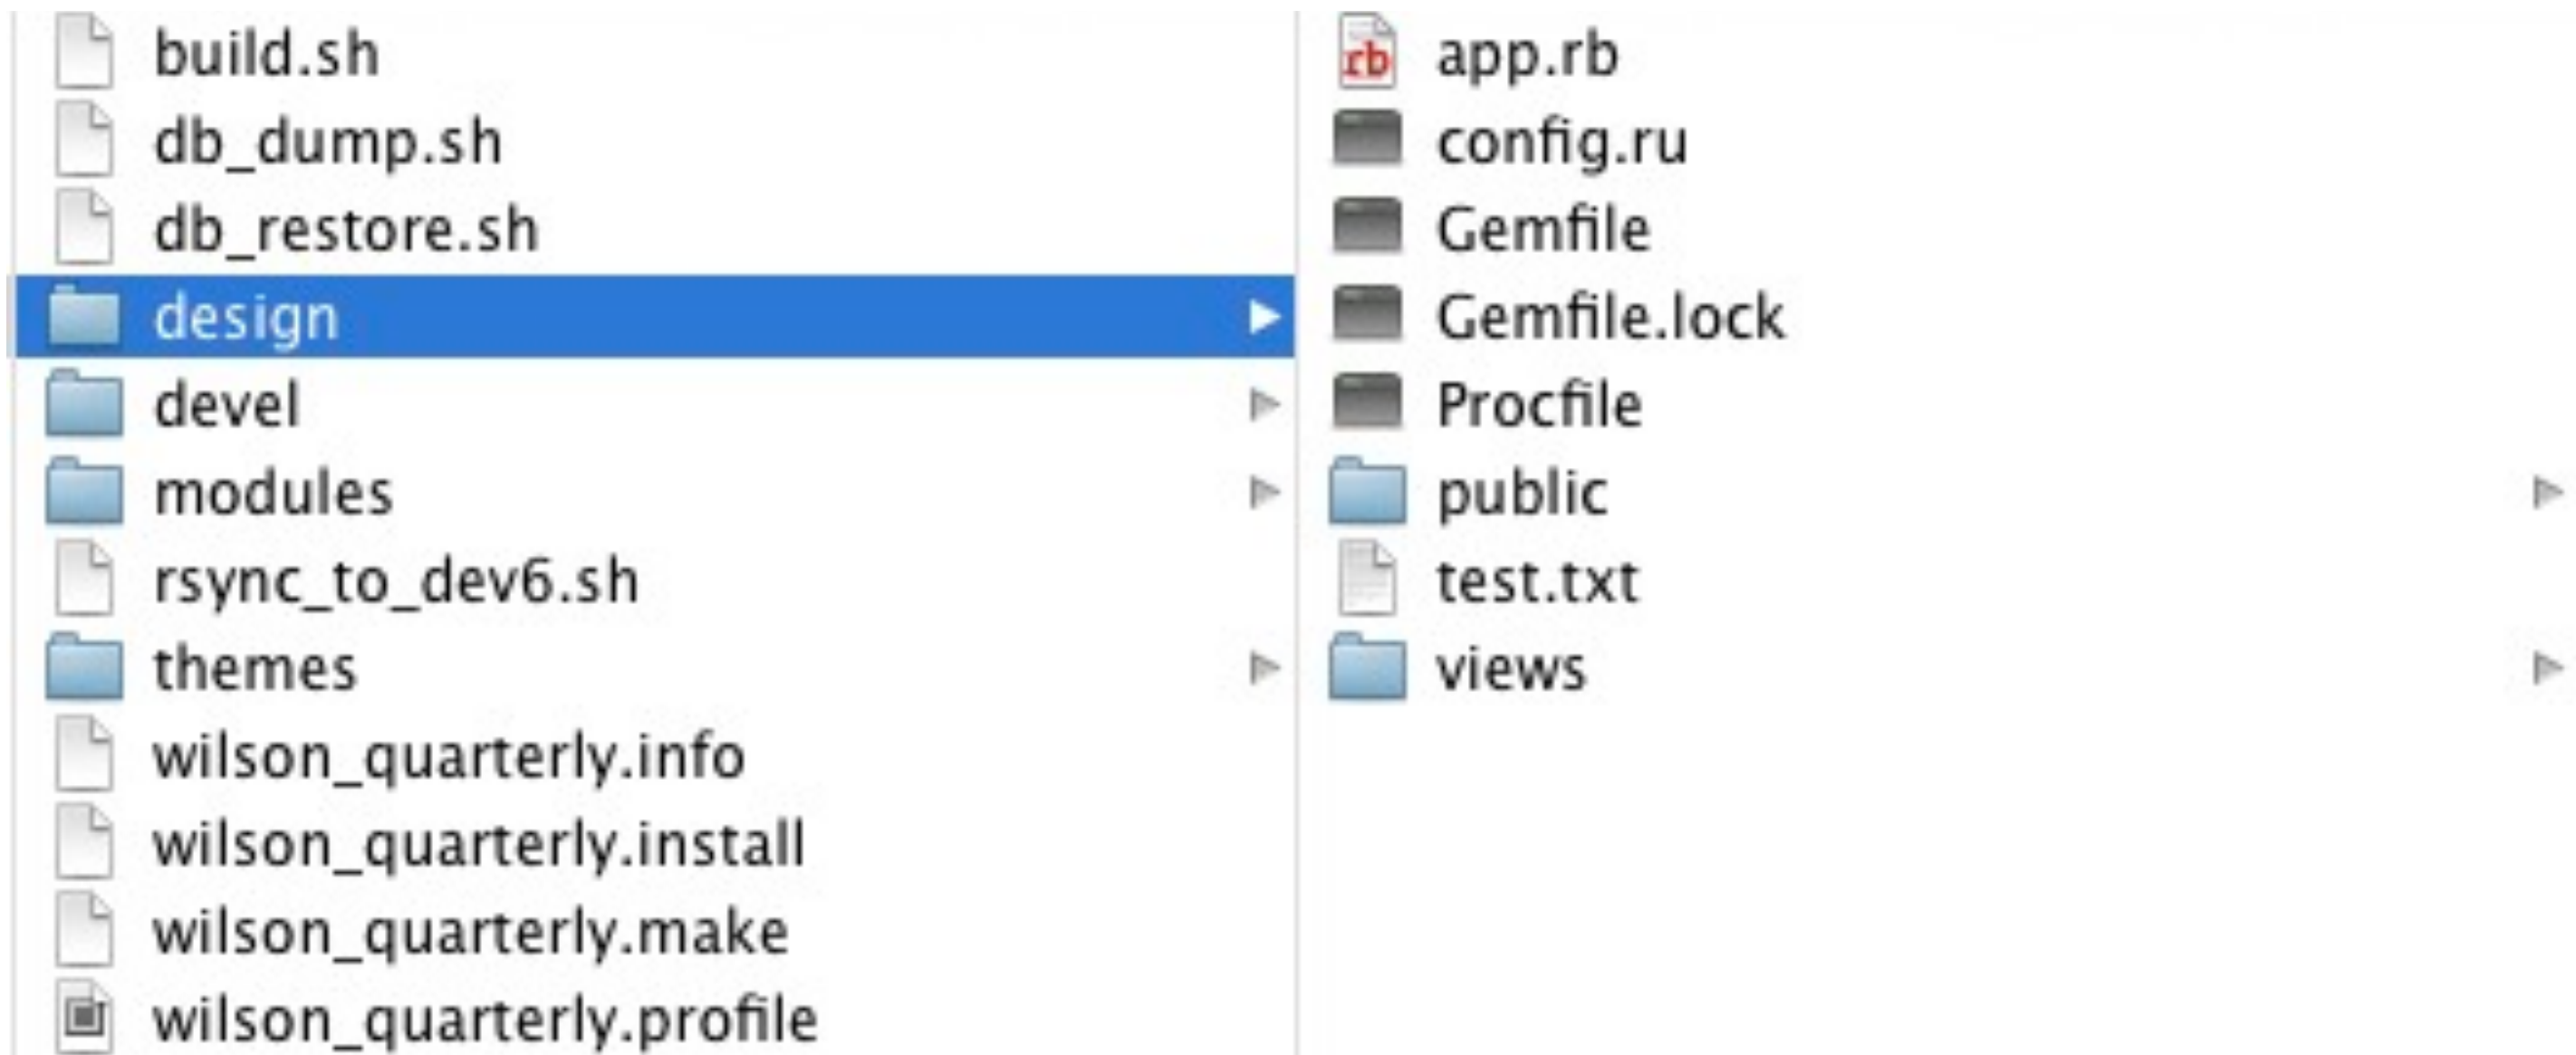 build.sh
db_dump.sh
db_restore.sh
design
devel
modules
rsync_to_dev6.sh
themes
wilson_quarterly.info
wilson_quarterly.install
wilson_quarterly.make
wilson_quarterly.profile
rb
app.rb
config.ru
Gemfile
Gemfile.lock
Procfile
public
test.txt
views